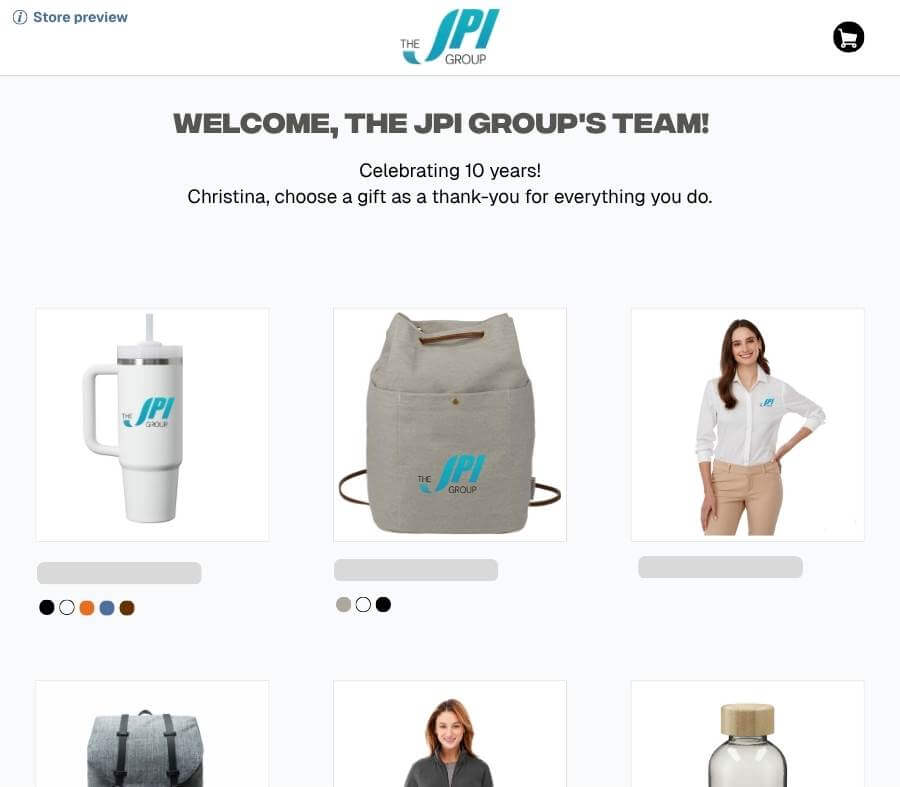 Store preview
THE JPI
GROUP
WELCOME, THE JPI GROUP'S TEAM!
Celebrating 10 years!
Christina, choose a gift as a thank-you for everything you do.
THE JPI
GROUP
THE JPI
GROUP
JPI